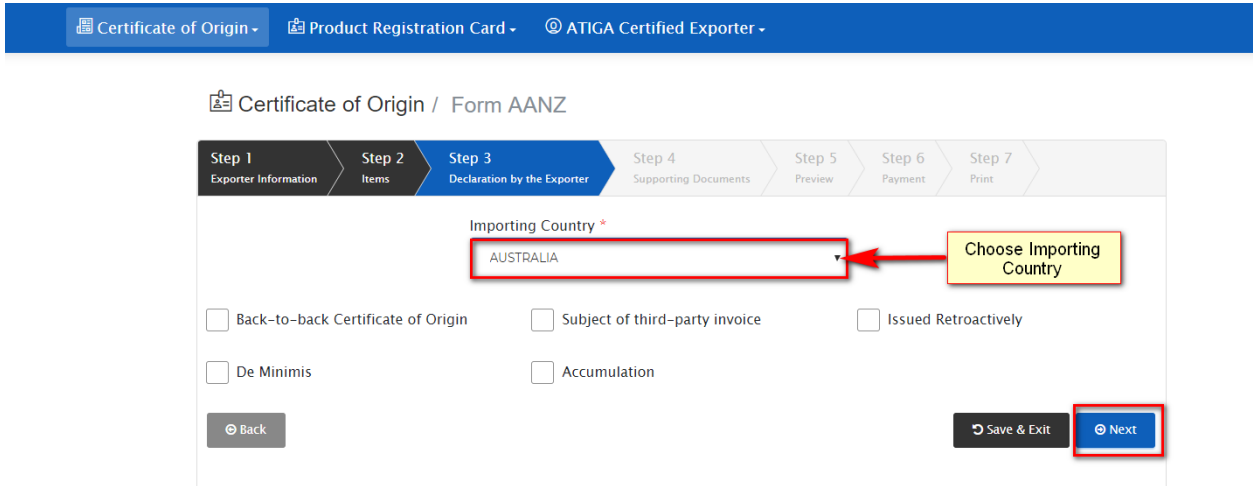 Certificate of Origin Product Registration Card ATIGA Certified Exporter
Certificate of Origin / Form AANZ
Step 1 Step 2 Step 3 Step 4 Step 5 Step 6 Step 7
Exporter Information Items Declaration by the Exporter Supporting Documents Preview Payment Print
Importing Country *
AUSTRALIA
Choose Importing
Country
Back-to-back Certificate of Origin Subject of third-party invoice Issued Retroactively
De Minimis Accumulation
Back Save & Exit Next